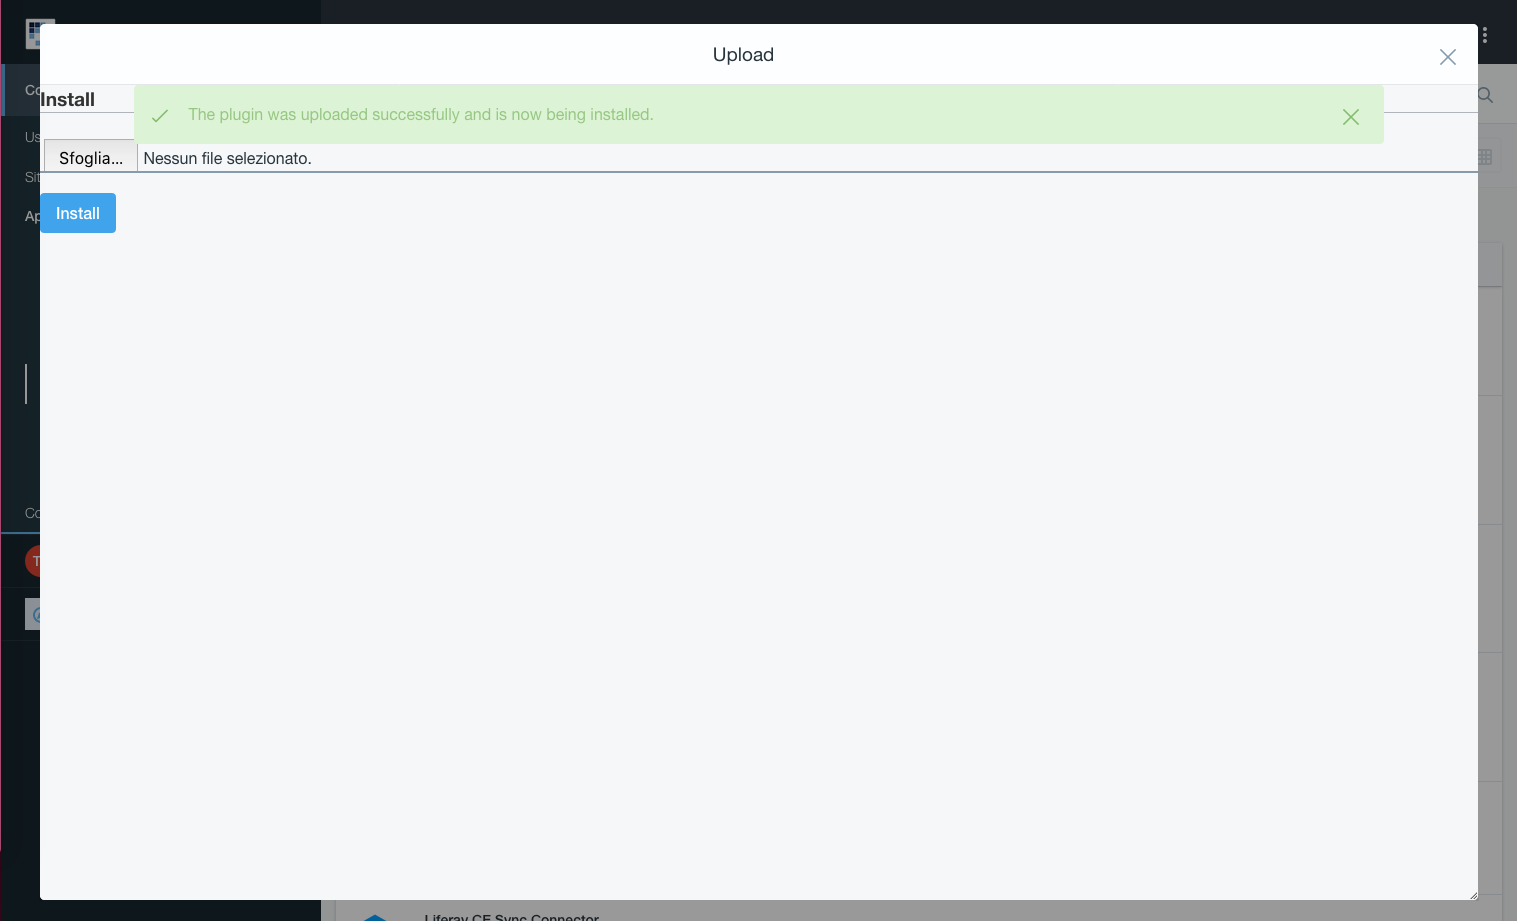 Upload
Install
The plugin was uploaded successfully and is now being installed.
Sfoglia... Nessun file selezionato.
Install
Liferay CE Sync Connector